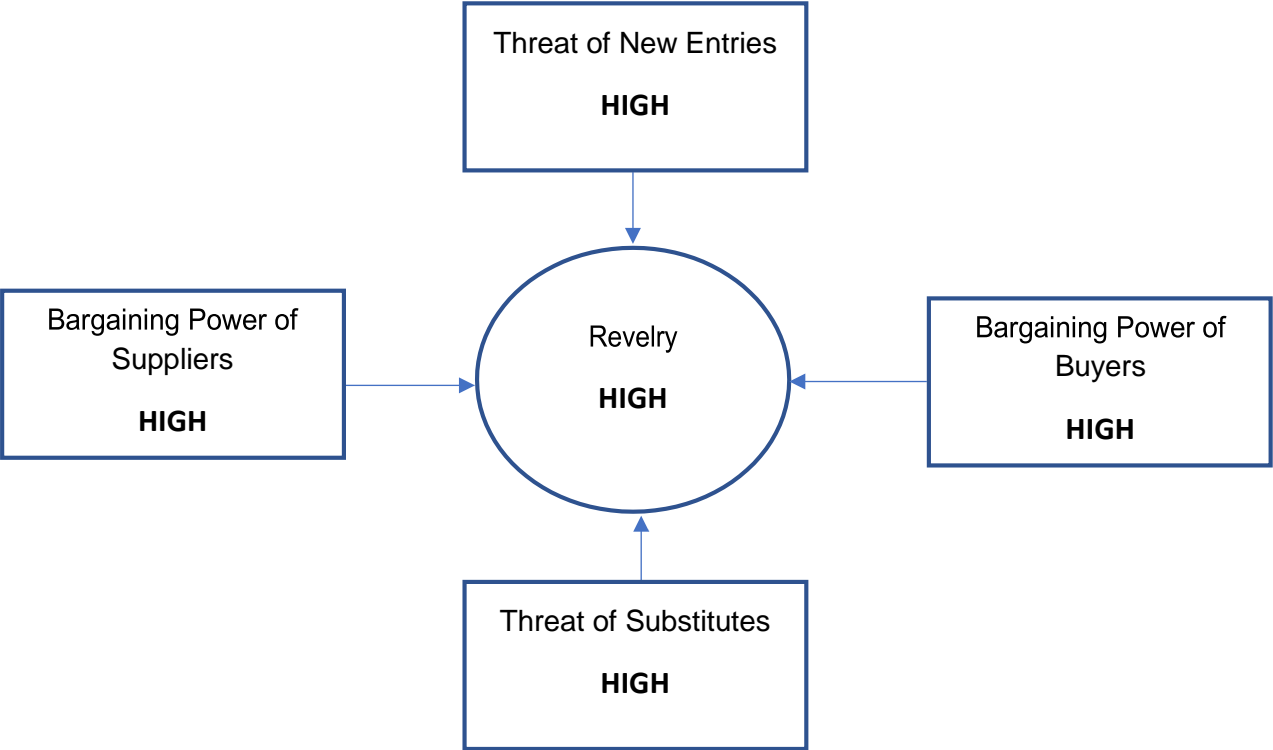 Threat of New Entries
HIGH
Bargaining Power of
Suppliers
HIGH
Revelry
HIGH
Bargaining Power of
Buyers
HIGH
Threat of Substitutes
HIGH